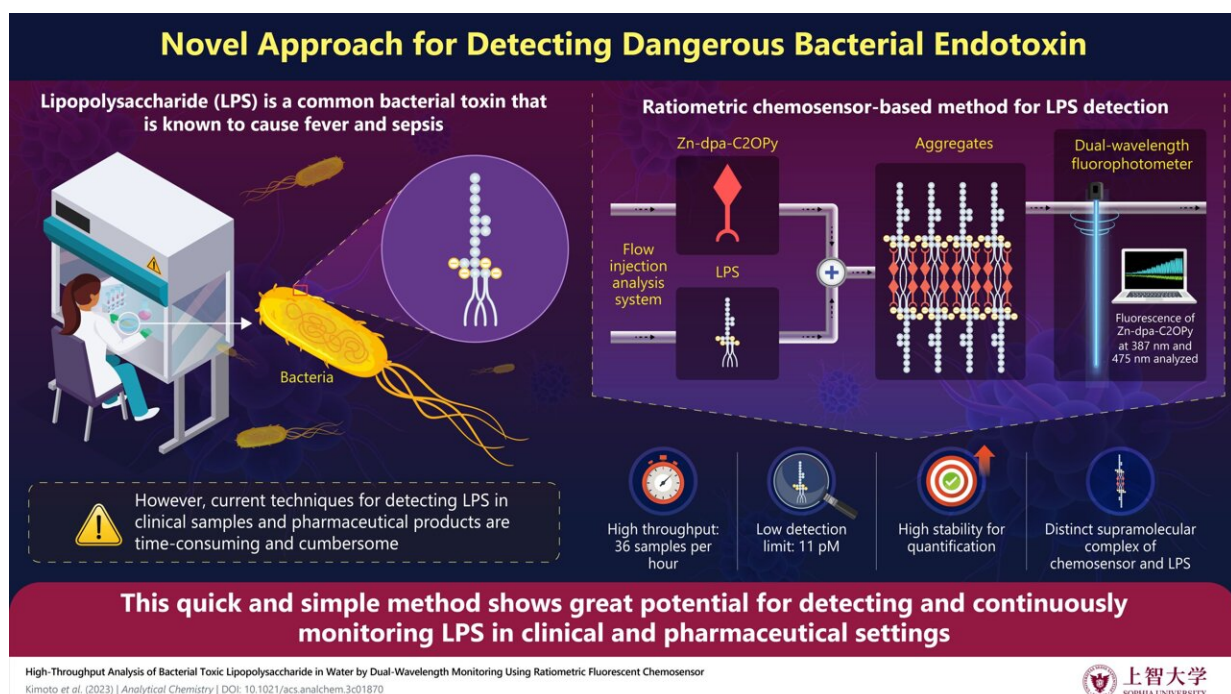 Novel Approach for Detecting Dangerous Bacterial Endotoxin
Lipopolysaccharide (LPS) is a common bacterial toxin that
is known to cause fever and sepsis
Bacteria
However, current techniques for detecting LPS in
clinical samples and pharmaceutical products are
time-consuming and cumbersome
Ratiometric chemosensor-based method for LPS detection
Zn-dpa-C2OPy
Aggregates
Dual-wavelength
fluorophotometer
Flow
injection
analysis
system
LPS
Fluorescence of
Zn-dpa-C2OPy
at 387 nm and
475 nm analyzed
High throughput:
36 samples per
hour
Low detection
limit: 11 pM
High stability for
quantification
Distinct supramolecular
complex of
chemosensor and LPS
This quick and simple method shows great potential for detecting and continuously
monitoring LPS in clinical and pharmaceutical settings
High-Throughput Analysis of Bacterial Toxic Lipopolysaccharide in Water by Dual-Wavelength Monitoring Using Ratiometric Fluorescent Chemosensor
Kimoto et al. (2023) | Analytical Chemistry | DOI: 10.1021/acs.analchem.3c01870
上智大学
SOPHIA UNIVERSITY